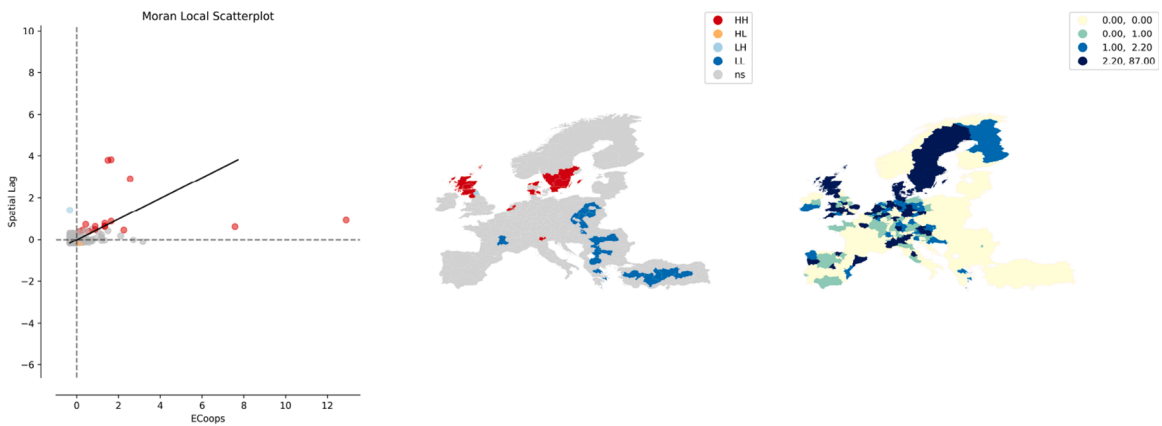 Moran Local Scatterplot
10
8
6
4
2
0
−2
−4
−6
Spatial Lag
0 2 4 6 8 10 12
ECoops
HH
HL
LH
LL
ns
0.00, 0.00
0.00, 1.00
1.00, 2.20
2.20, 87.00